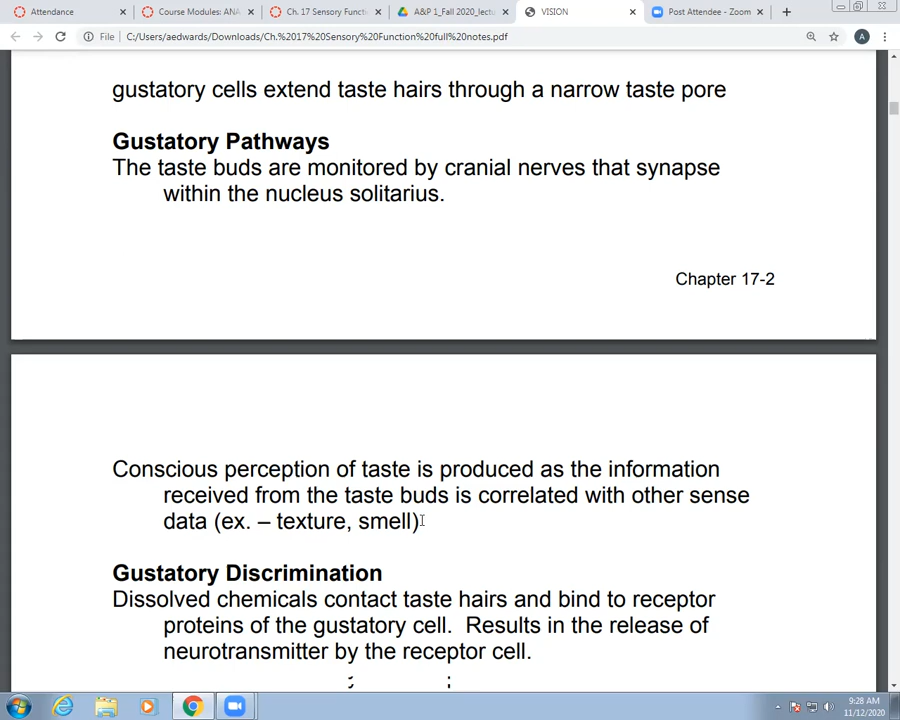 Attendance
Course Modules: ANA
Ch. 17 Sensory Functi
A&P 1_Fall 2020_lectu
VISION
Post Attendee - Zoom
File
C:/Users/aedwards/Downloads/Ch.%2017%20Sensory%20Function%20full%20notes.pdf
A
gustatory cells extend taste hairs through a narrow taste pore
Gustatory Pathways
The taste buds are monitored by cranial nerves that synapse
within the nucleus solitarius.
Chapter 17-2
Conscious perception of taste is produced as the information
received from the taste buds is correlated with other sense
data (ex. – texture, smell)
Gustatory Discrimination
Dissolved chemicals contact taste hairs and bind to receptor
proteins of the gustatory cell.  Results in the release of
neurotransmitter by the receptor cell.
9:28 AM
11/12/2020